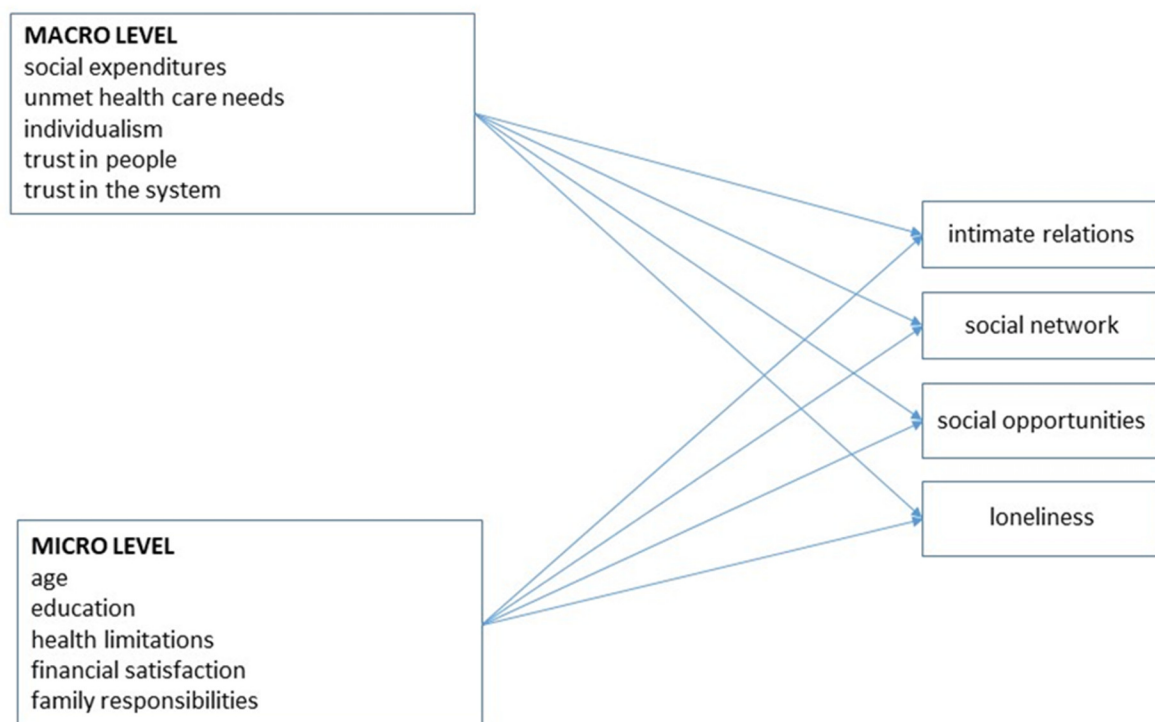 MACRO LEVEL
social expenditures
unmet health care needs
individualism
trust in people
trust in the system
intimate relations
social network
social opportunities
loneliness
MICRO LEVEL
age
education
health limitations
financial satisfaction
family responsibilities